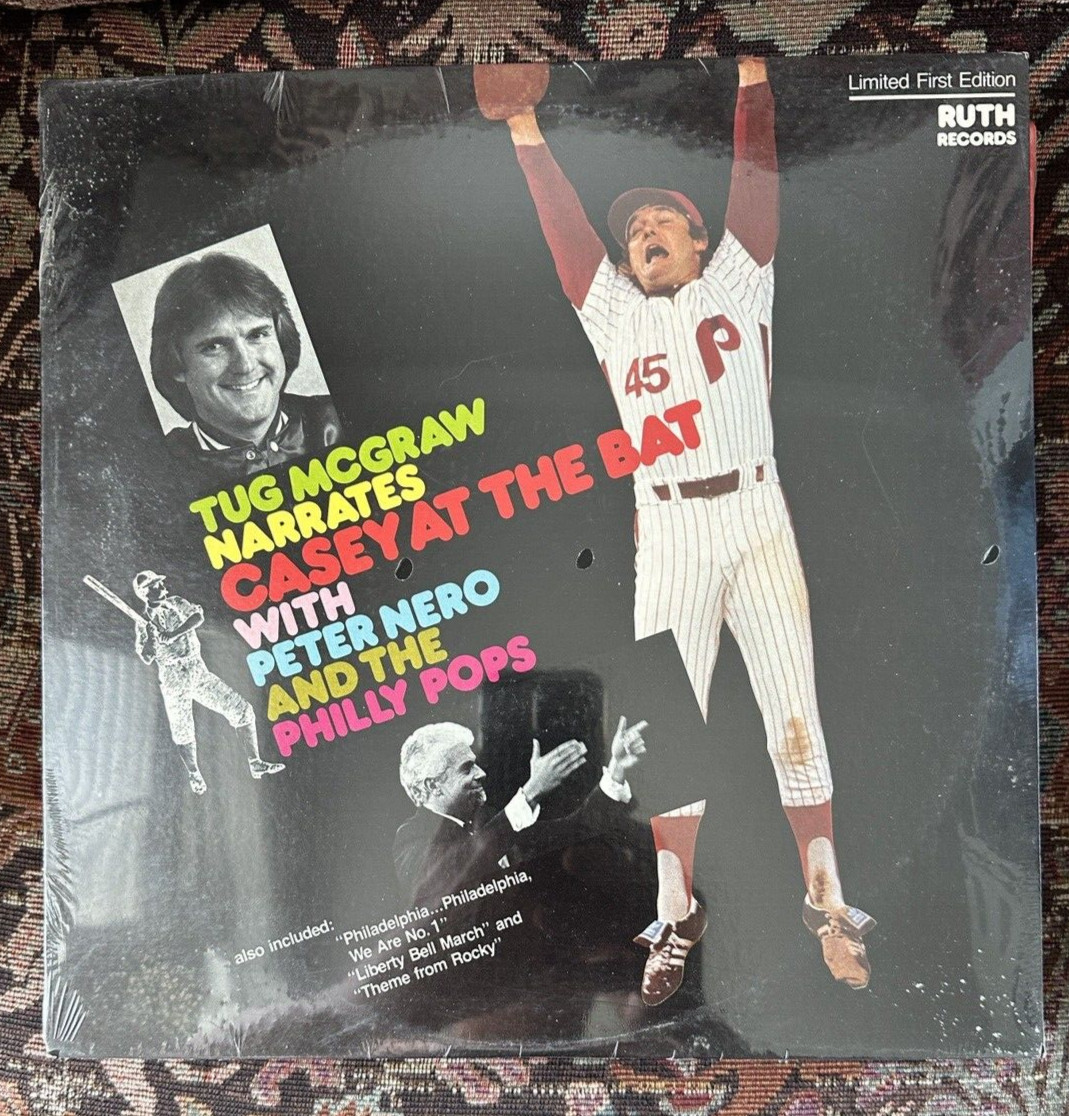 Limited First Edition
RUTH
RECORDS
P
45
TUG MCGRAW
NARRATES
CASEY AT THE BAT
WITH
PETER NERO
AND THE
PHILLY POPS
also included:
"Philadelphia...Philadelphia,
We Are No.1"
"Liberty Bell March" and
"Theme from Rocky"